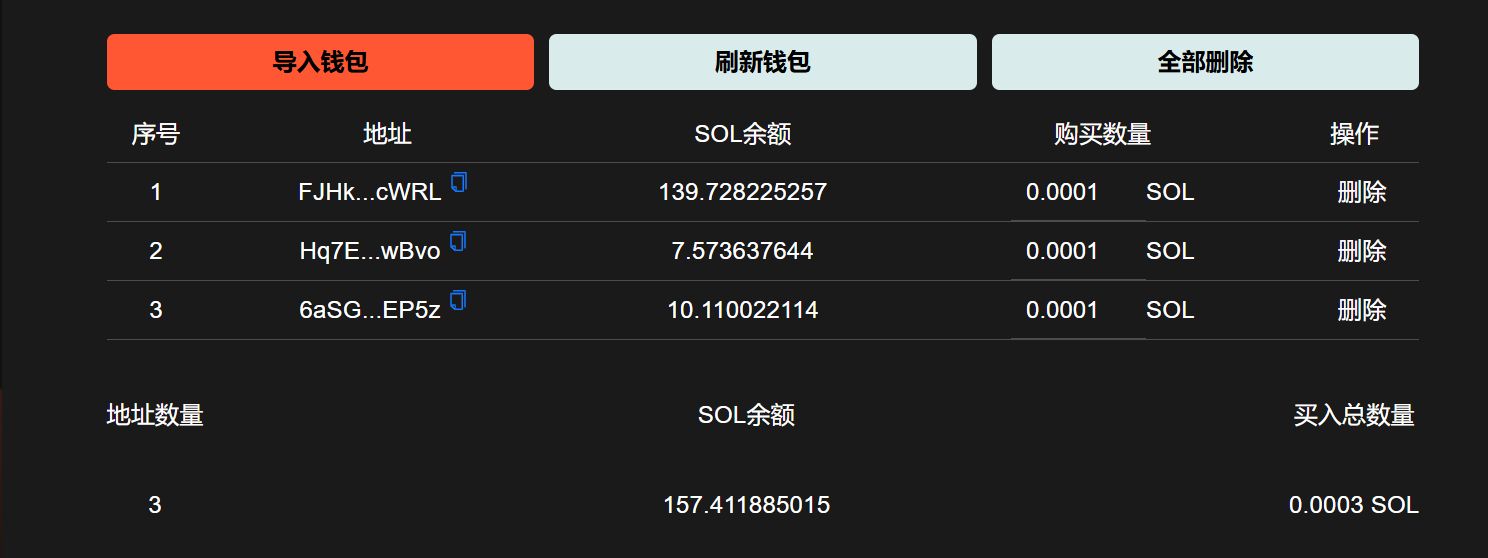 导入钱包 刷新钱包 全部删除
序号 地址 SOL余额 购买数量 操作
1 FJHk...cWRL 139.728225257 0.0001 SOL 删除
2 Hq7E...wBvo 7.573637644 0.0001 SOL 删除
3 6aSG...EP5z 10.110022114 0.0001 SOL 删除
地址数量 SOL余额 买入总数量
3 157.411885015 0.0003 SOL